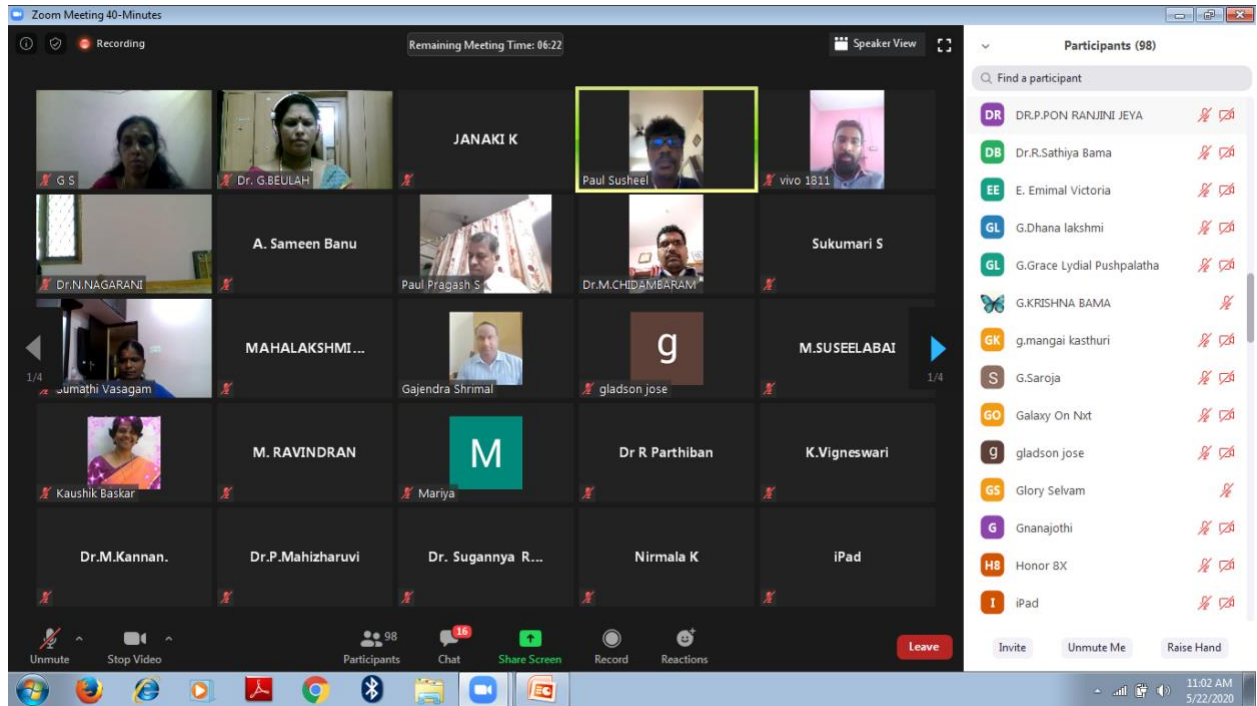 Zoom Meeting 40-Minutes
Recording
Remaining Meeting Time: 06:22
Speaker View
G S
Dr. G.BEULAH
JANAKI K
Paul Susheel
vivo 1811
Dr.N.NAGARANI
A. Sameen Banu
Paul Pragash S
Dr.M.CHIDAMBARAM
Sukumari S
1/4
Sumathi Vasagam
MAHALAKSHMI...
Gajendra Shrimal
g
gladson jose
M.SUSEELABAI
1/4
Kaushik Baskar
M. RAVINDRAN
M
Mariya
Dr R Parthiban
K.Vigneswari
Dr.M.Kannan.
Dr.P.Mahizharuvi
Dr. Sugannya R...
Nirmala K
iPad
Unmute
Stop Video
98
Participants
16
Chat
Share Screen
Record
Reactions
Leave
Participants (98)
Find a participant
DR DR.P.PON RANJINI JEYA
DB Dr.R.Sathiya Bama
EE E. Emimal Victoria
GL G.Dhana lakshmi
GL G.Grace Lydial Pushpalatha
G.KRISHNA BAMA
GK g.mangai kasthuri
S G.Saroja
GO Galaxy On Nxt
g gladson jose
GS Glory Selvam
G Gnanajothi
H8 Honor 8X
I iPad
Invite
Unmute Me
Raise Hand
11:02 AM
5/22/2020